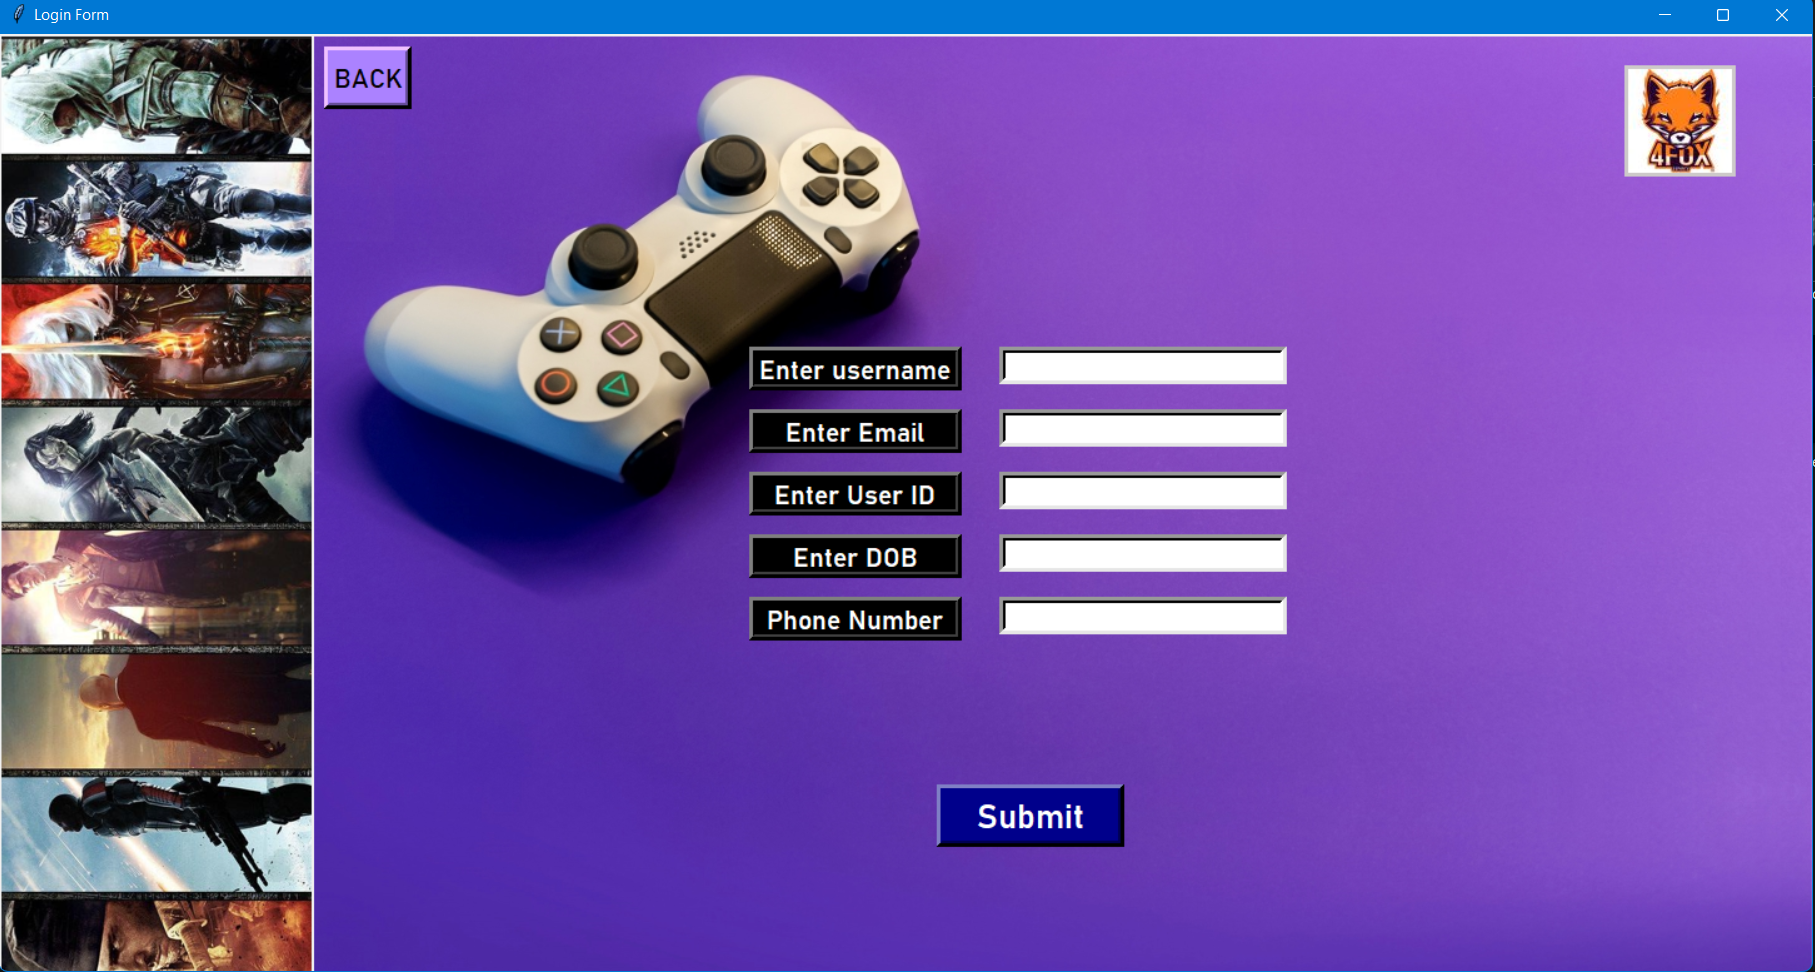 Login Form
BACK
4FOX
Enter username
Enter Email
Enter User ID
Enter DOB
Phone Number
Submit